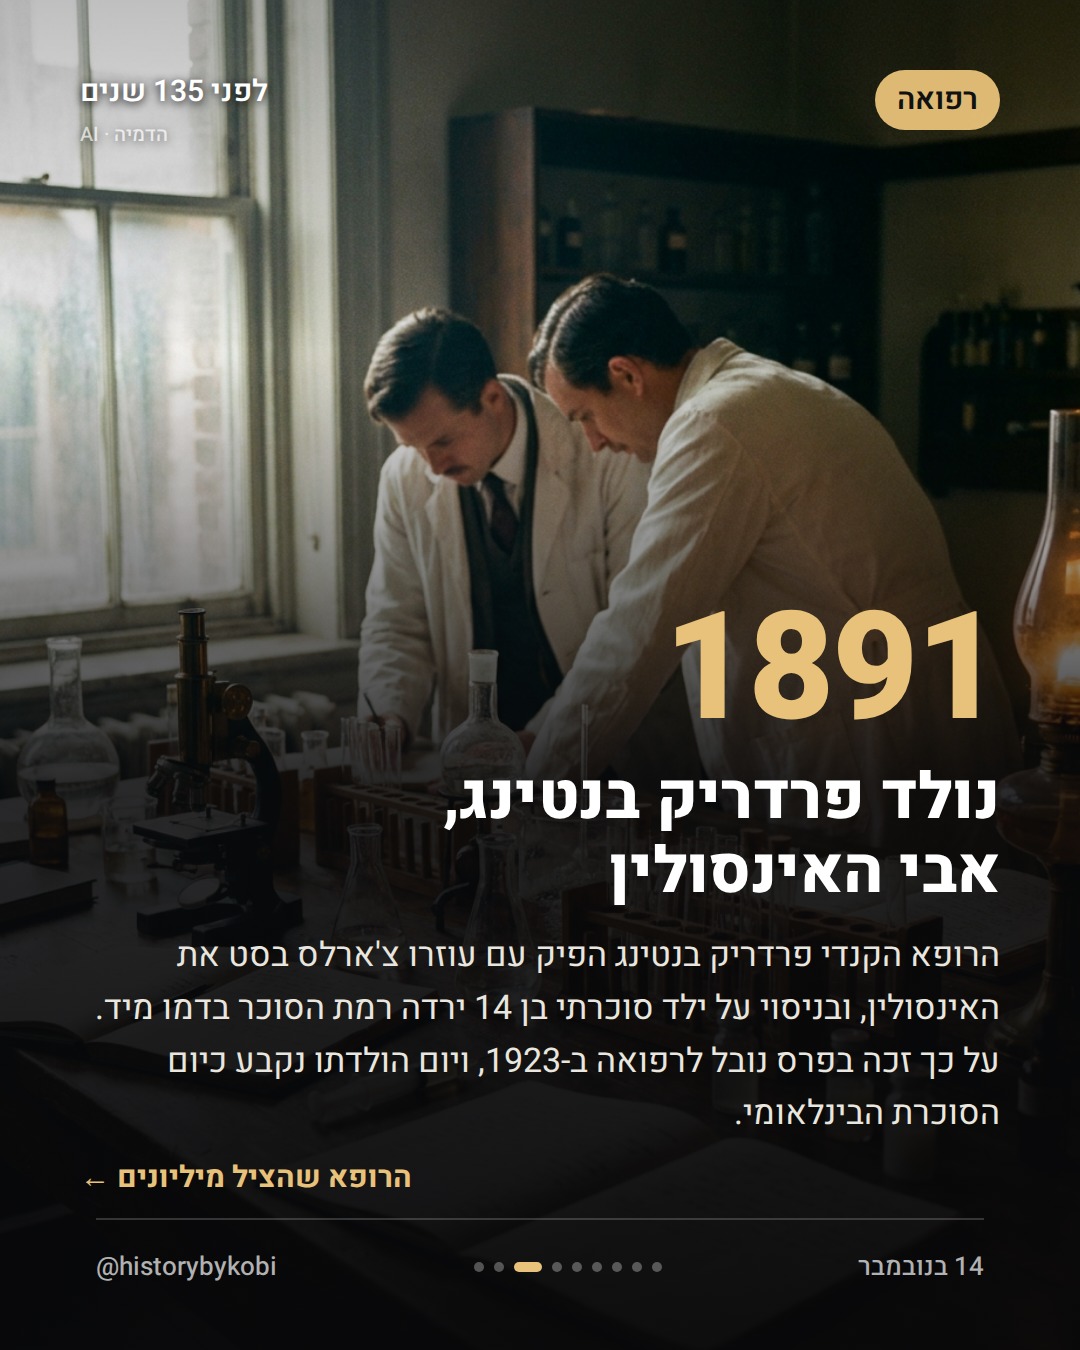 רפואה
לפני 135 שנים
הדמיה · AI
1891
נולד פרדריק בנטינג,
אבי האינסולין
הרופא הקנדי פרדריק בנטינג הפיק עם עוזרו צ'ארלס בסט את
האינסולין, ובניסוי על ילד סוכרתי בן 14 ירדה רמת הסוכר בדמו מיד.
על כך זכה בפרס נובל לרפואה ב-1923, ויום הולדתו נקבע כיום
הסוכרת הבינלאומי.
הרופא שהציל מיליונים ←
14 בנובמבר
@historybykobi